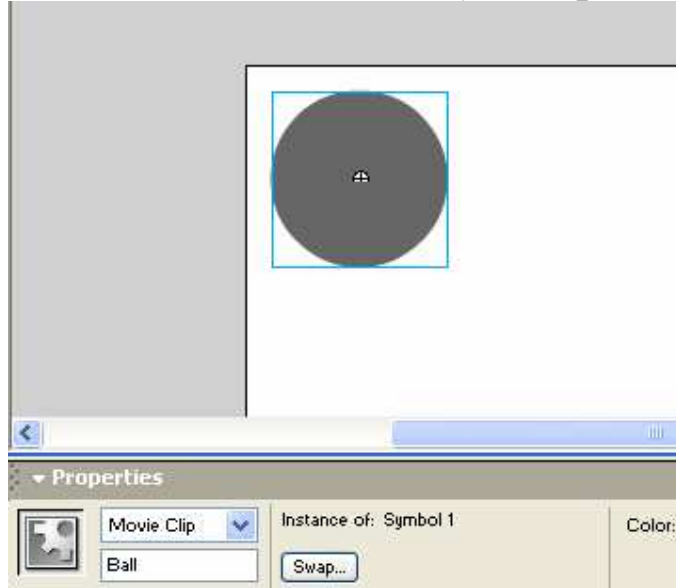 Properties
Movie Clip
Instance of: Symbol 1
Color:
Ball
Swap...